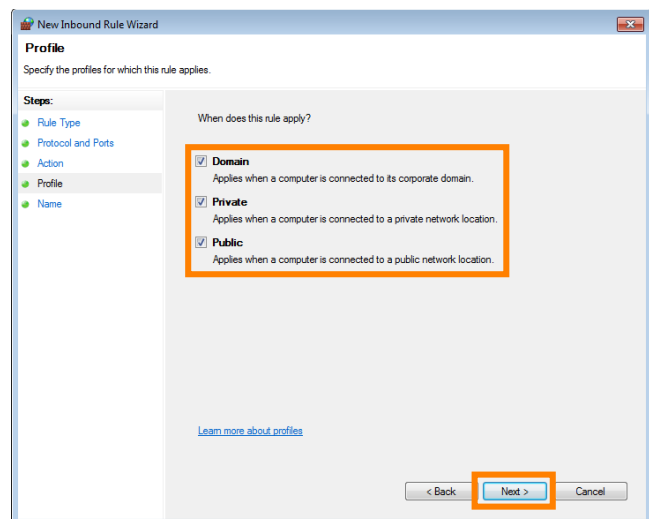 New Inbound Rule Wizard
Profile
Specify the profiles for which this rule applies.
Steps:
Rule Type
Protocol and Ports
Action
Profile
Name
When does this rule apply?
Domain
Applies when a computer is connected to its corporate domain.
Private
Applies when a computer is connected to a private network location.
Public
Applies when a computer is connected to a public network location.
Learn more about profiles
< Back
Next >
Cancel